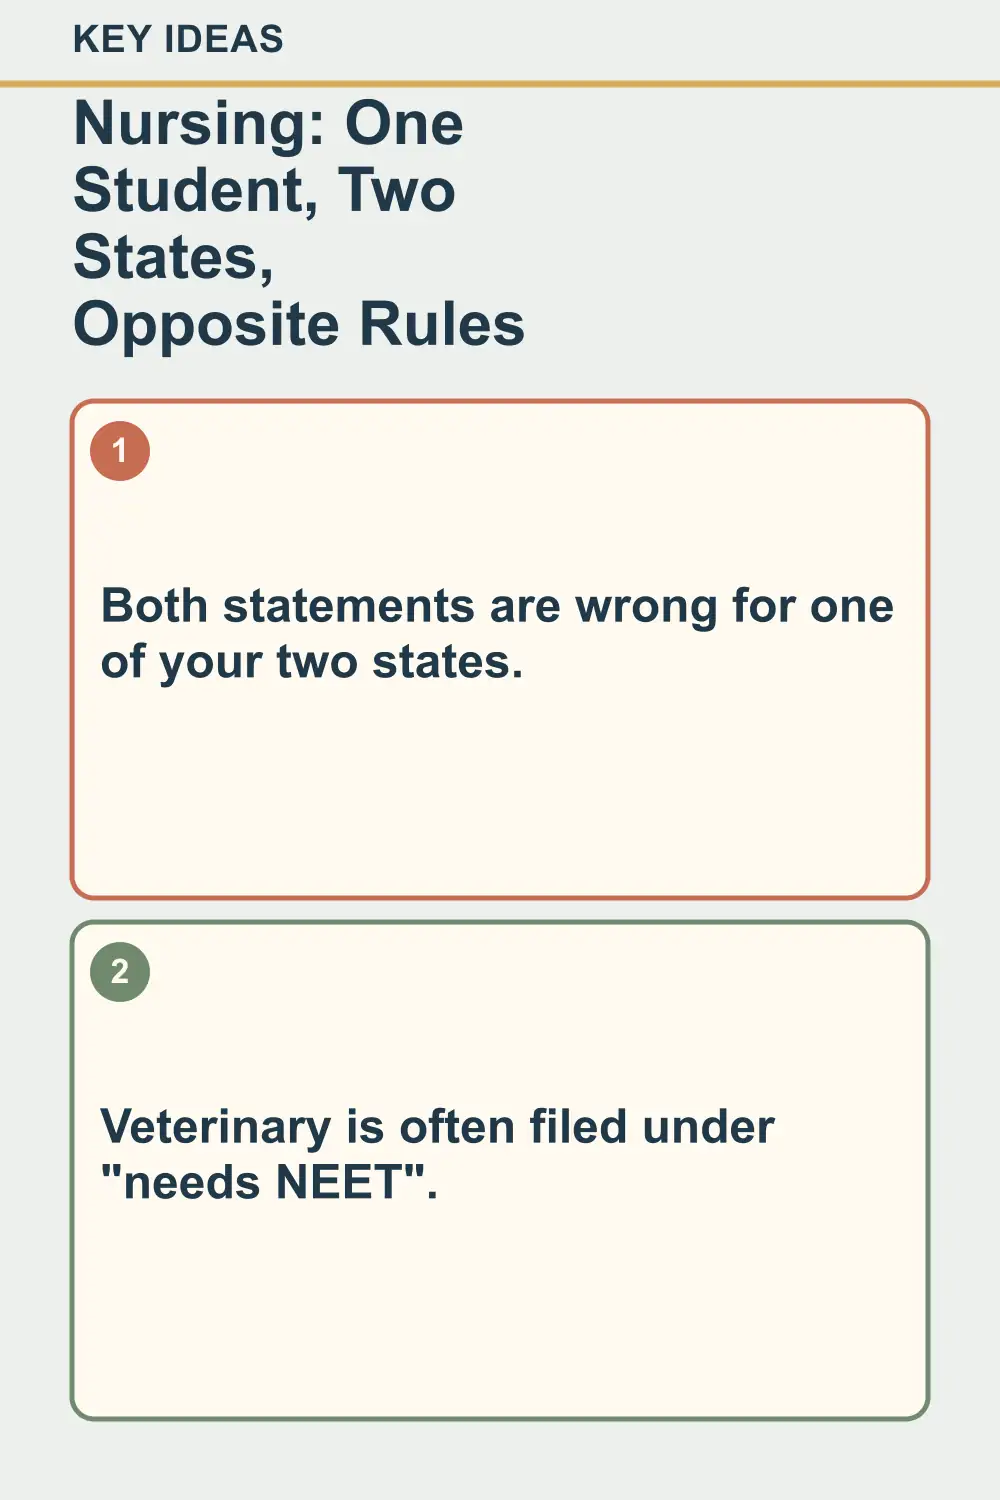 KEY IDEAS
Nursing: One
Student, Two
States,
Opposite Rules
1
Both statements are wrong for one
of your two states.
2
Veterinary is often filed under
"needs NEET".